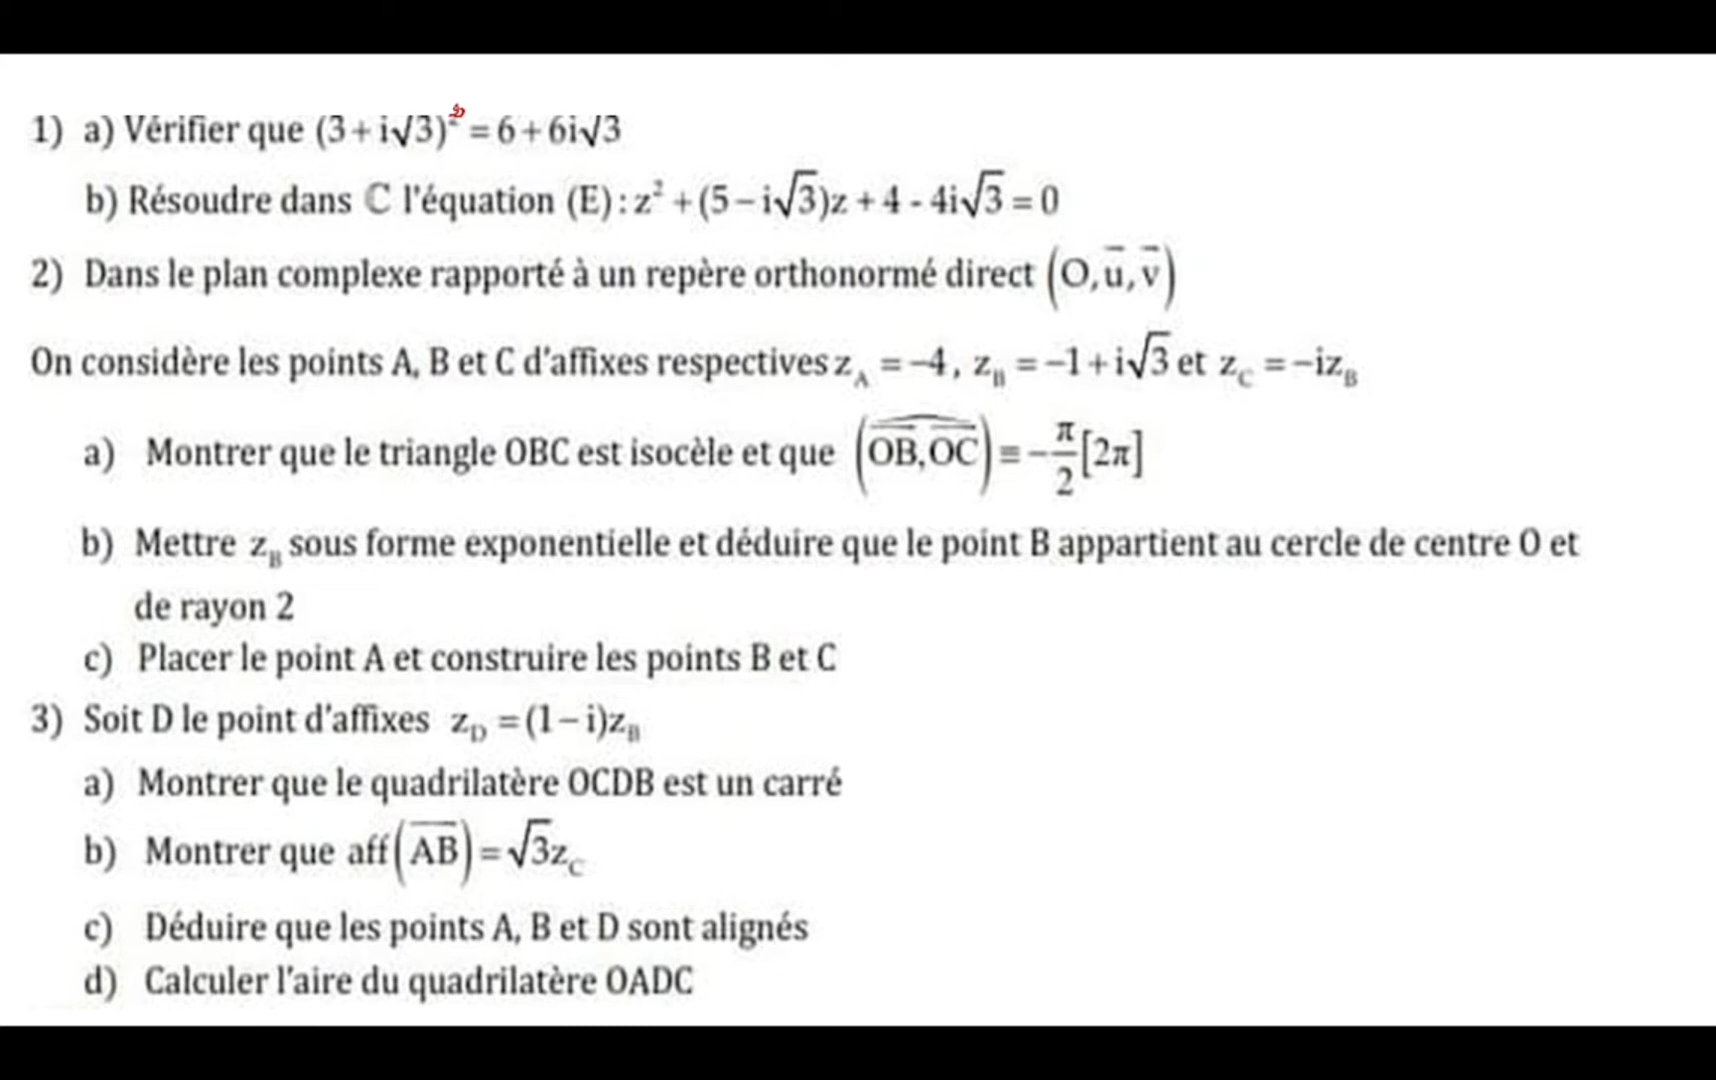 1) a) Vérifier que (3+i√3)² = 6+6i√3
b) Résoudre dans ℂ l'équation (E) : z² + (5−i√3)z + 4 - 4i√3 = 0
2) Dans le plan complexe rapporté à un repère orthonormé direct (O,u,v)
On considère les points A, B et C d'affixes respectives z_A = −4, z_B = −1+i√3 et z_C = −iz_B
a) Montrer que le triangle OBC est isocèle et que (OB,OC) ≡ −π/2 [2π]
b) Mettre z_B sous forme exponentielle et déduire que le point B appartient au cercle de centre O et
de rayon 2
c) Placer le point A et construire les points B et C
3) Soit D le point d'affixes z_D = (1−i)z_B
a) Montrer que le quadrilatère OCDB est un carré
b) Montrer que aff(AB) = √3z_C
c) Déduire que les points A, B et D sont alignés
d) Calculer l'aire du quadrilatère OADC